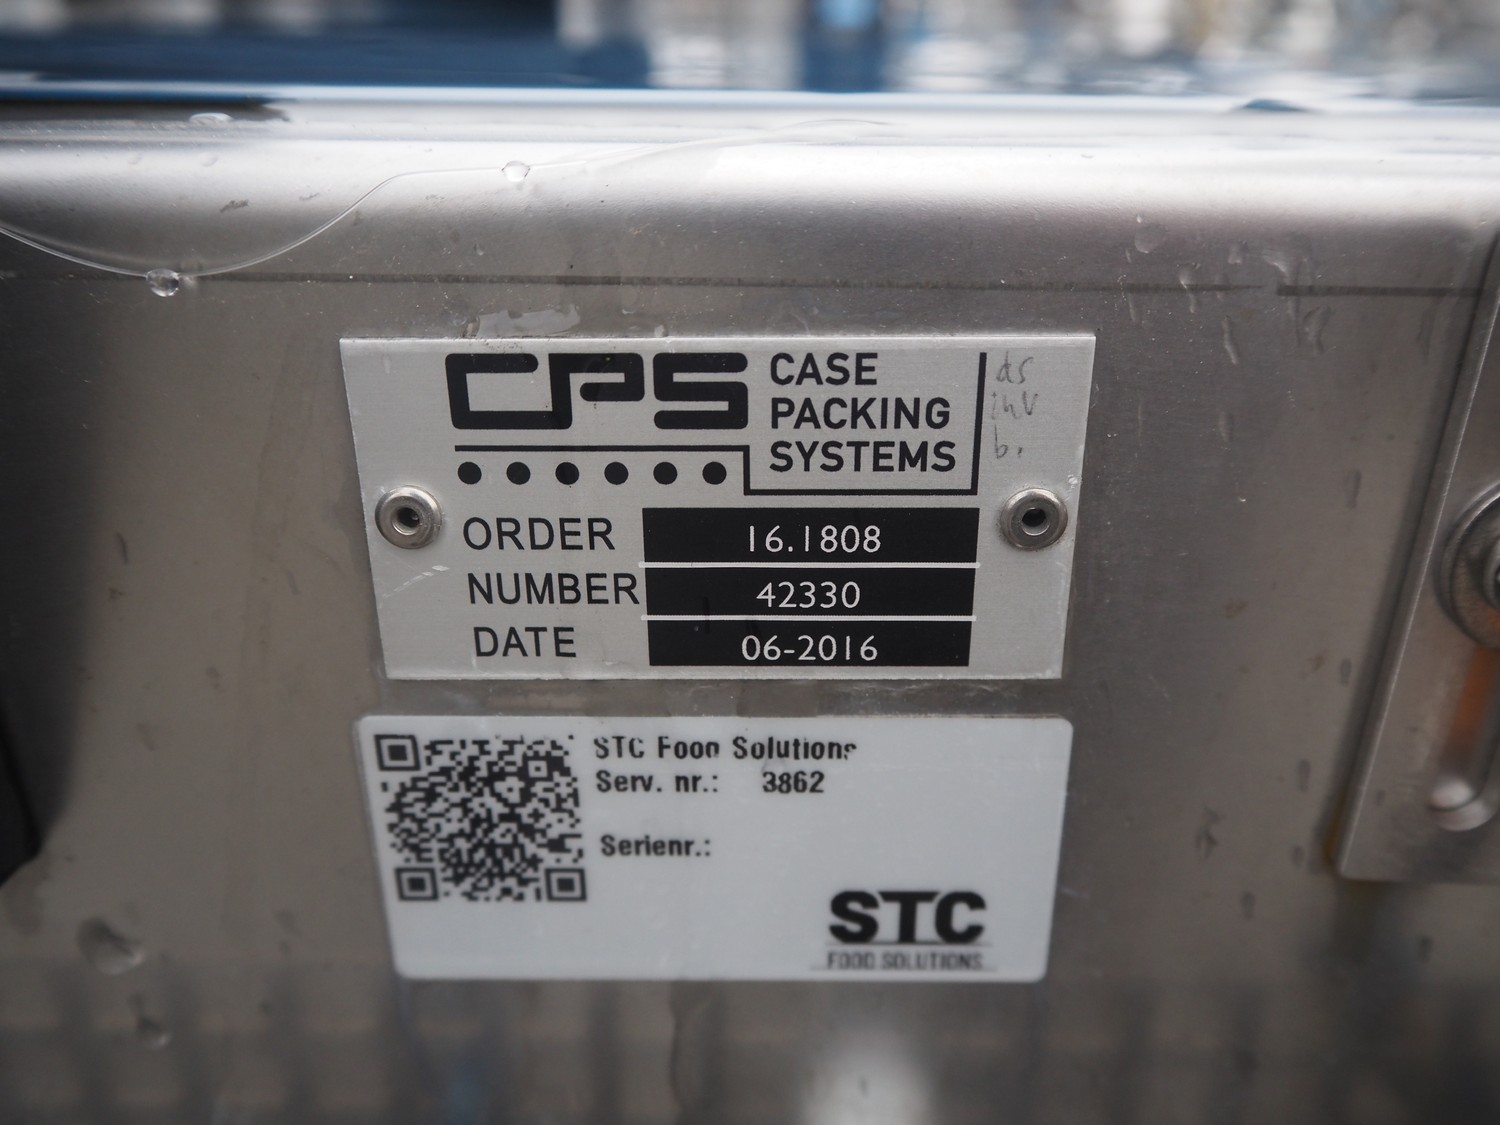 CPS CASE
PACKING
SYSTEMS
ORDER 16.1808
NUMBER 42330
DATE 06-2016
STC Food Solutions
Serv. nr.: 3862
Serienr.:
STC
FOOD SOLUTIONS